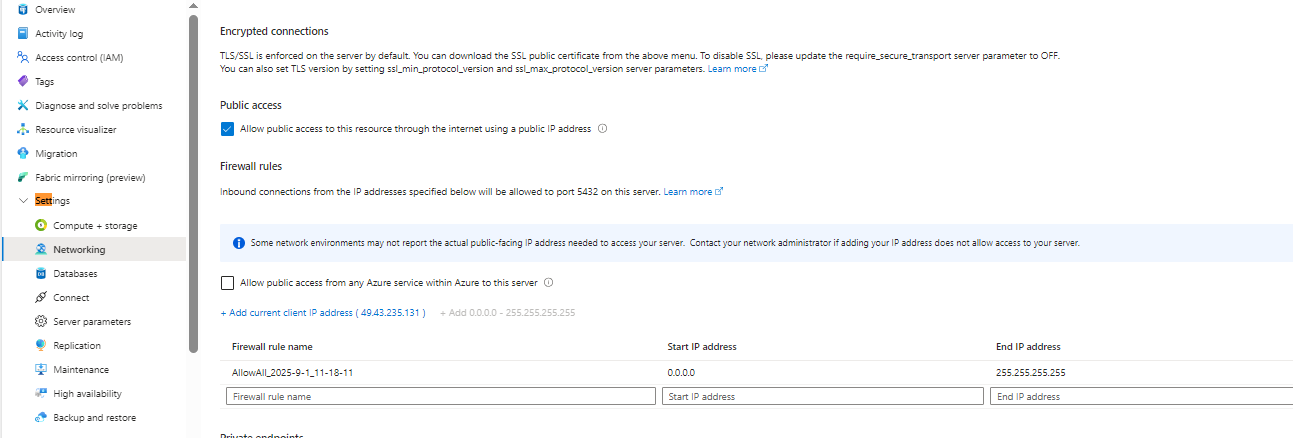 Overview
Activity log
Access control (IAM)
Tags
Diagnose and solve problems
Resource visualizer
Migration
Fabric mirroring (preview)
Settings
Compute + storage
Networking
Databases
Connect
Server parameters
Replication
Maintenance
High availability
Backup and restore
Encrypted connections
TLS/SSL is enforced on the server by default. You can download the SSL public certificate from the above menu. To disable SSL, please update the require_secure_transport server parameter to OFF.
You can also set TLS version by setting ssl_min_protocol_version and ssl_max_protocol_version server parameters. Learn more
Public access
Allow public access to this resource through the internet using a public IP address
Firewall rules
Inbound connections from the IP addresses specified below will be allowed to port 5432 on this server. Learn more
Some network environments may not report the actual public-facing IP address needed to access your server. Contact your network administrator if adding your IP address does not allow access to your server.
Allow public access from any Azure service within Azure to this server
+ Add current client IP address ( 49.43.235.131 ) + Add 0.0.0.0 - 255.255.255.255
Firewall rule name Start IP address End IP address
AllowAll_2025-9-1_11-18-11 0.0.0.0 255.255.255.255
Firewall rule name Start IP address End IP address
Private endpoints